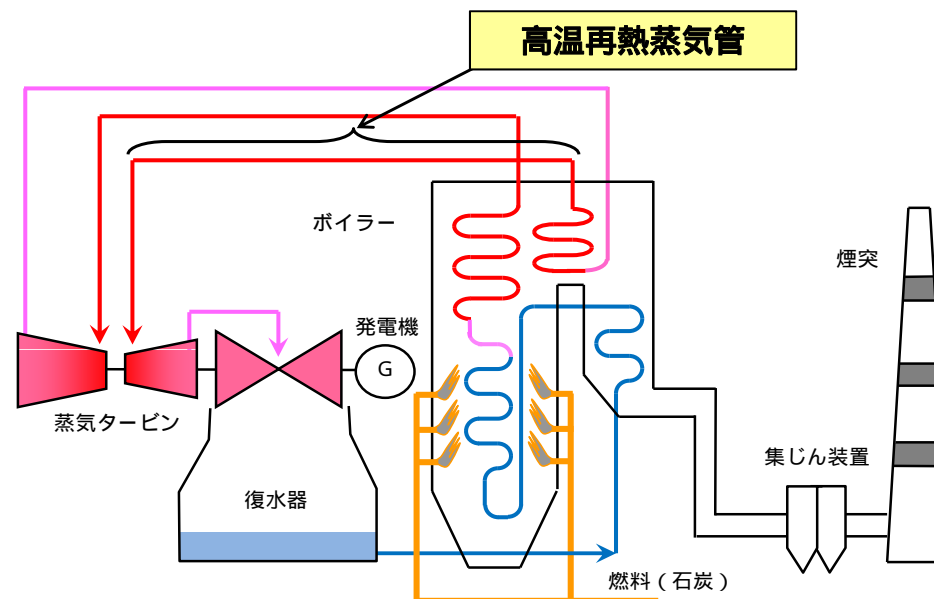 高温再熱蒸気管
ボイラー
煙突
発電機
G
蒸気タービン
集じん装置
復水器
燃料（石炭）